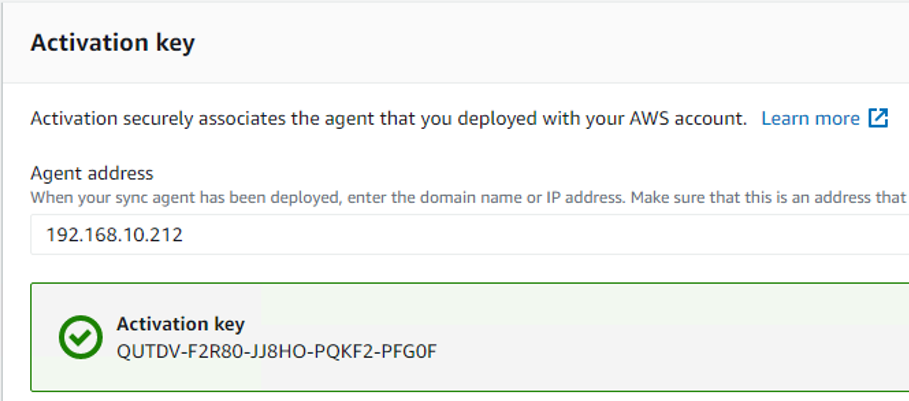 Activation key
Activation securely associates the agent that you deployed with your AWS account. Learn more
Agent address
When your sync agent has been deployed, enter the domain name or IP address. Make sure that this is an address that
192.168.10.212
Activation key
QUTDV-F2R80-JJ8HO-PQKF2-PFG0F